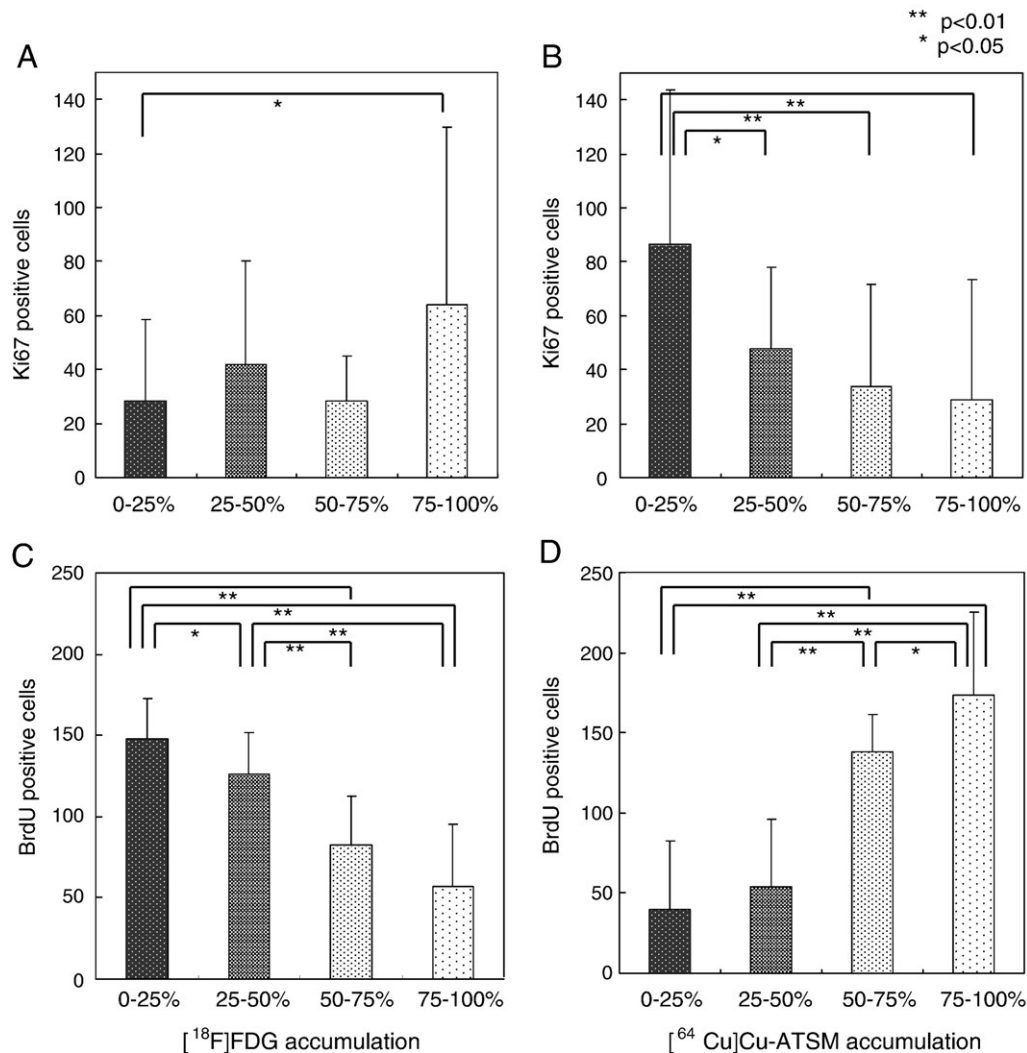 ** p<0.01
* p<0.05
A
Ki67 positive cells
140
120
100
80
60
40
20
0
*
0-25% 25-50% 50-75% 75-100%
B
Ki67 positive cells
140
120
100
80
60
40
20
0
**
**
*
0-25% 25-50% 50-75% 75-100%
C
BrdU positive cells
250
200
150
100
50
0
**
**
* **
**
0-25% 25-50% 50-75% 75-100%
[18F]FDG accumulation
D
BrdU positive cells
250
200
150
100
50
0
**
**
**
** *
0-25% 25-50% 50-75% 75-100%
[64 Cu]Cu-ATSM accumulation